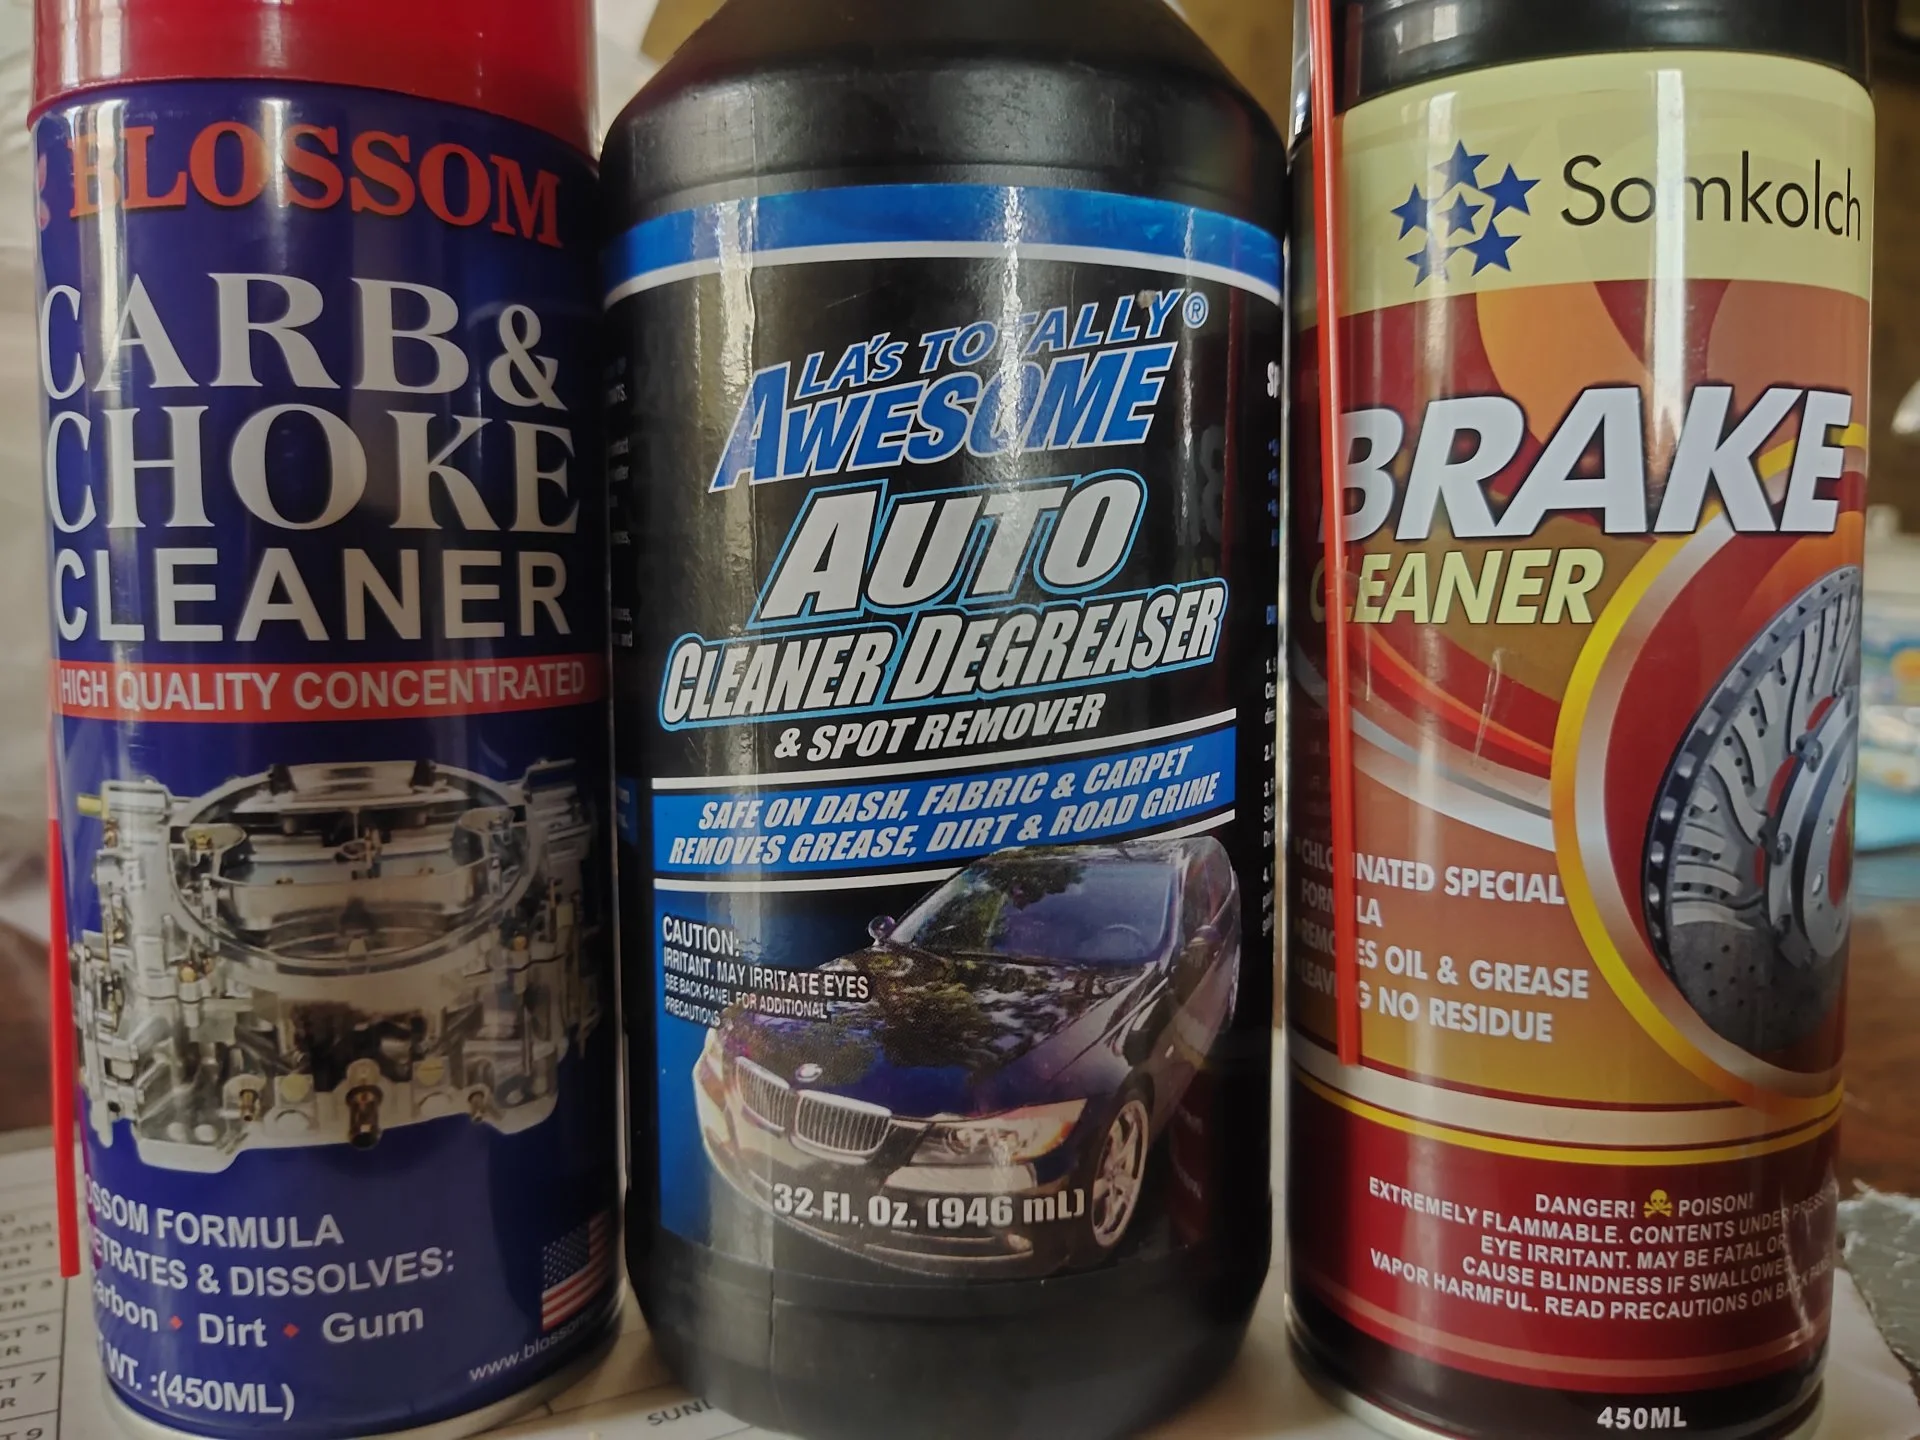 BLOSSOM
CARB &
CHOKE
CLEANER
HIGH QUALITY CONCENTRATED
FORMULA
& DISSOLVES:
Dirt • Gum
WT. :(450ML)
LA'S TOTALLY®
AWESOME
AUTO
CLEANER DEGREASER
& SPOT REMOVER
SAFE ON DASH, FABRIC & CARPET
REMOVES GREASE, DIRT & ROAD GRIME
CAUTION:
IRRITANT. MAY IRRITATE EYES
SEE BACK PANEL FOR ADDITIONAL
PRECAUTIONS
32 Fl. Oz. (946 mL)
Somkolch
BRAKE
CLEANER
SPECIAL
OIL & GREASE
NO RESIDUE
DANGER! POISON!
EXTREMELY FLAMMABLE. CONTENTS UNDER
EYE IRRITANT. MAY BE FATAL OR
CAUSE BLINDNESS IF SWALLOWED
VAPOR HARMFUL. READ PRECAUTIONS ON
450ML